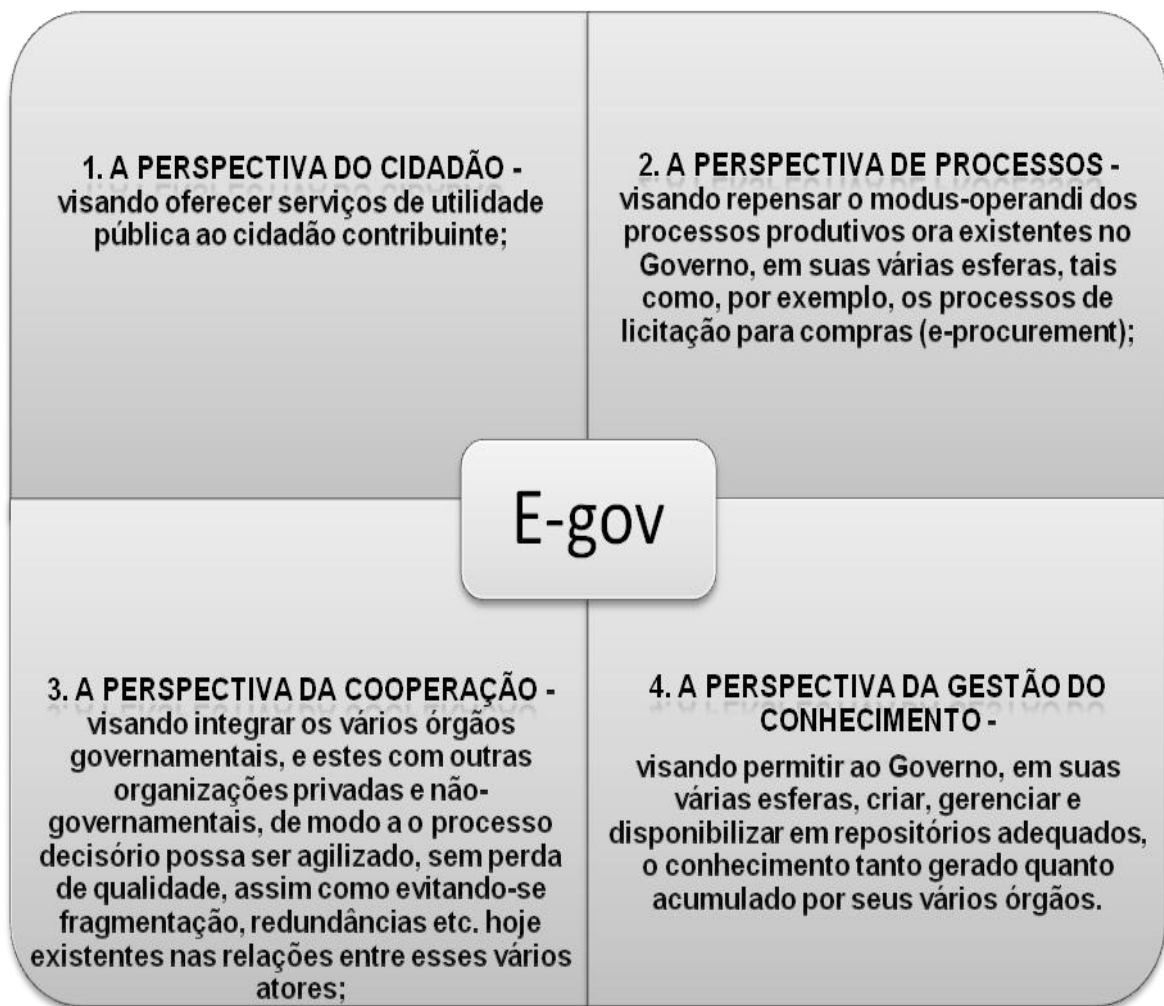 1. A PERSPECTIVA DO CIDADÃO -
visando oferecer serviços de utilidade
pública ao cidadão contribuinte;
2. A PERSPECTIVA DE PROCESSOS -
visando repensar o modus-operandi dos
processos produtivos ora existentes no
Governo, em suas várias esferas, tais
como, por exemplo, os processos de
licitação para compras (e-procurement);
E-gov
3. A PERSPECTIVA DA COOPERAÇÃO -
visando integrar os vários órgãos
governamentais, e estes com outras
organizações privadas e não-
governamentais, de modo a o processo
decisório possa ser agilizado, sem perda
de qualidade, assim como evitando-se
fragmentação, redundâncias etc. hoje
existentes nas relações entre esses vários
atores;
4. A PERSPECTIVA DA GESTÃO DO
CONHECIMENTO -
visando permitir ao Governo, em suas
várias esferas, criar, gerenciar e
disponibilizar em repositórios adequados,
o conhecimento tanto gerado quanto
acumulado por seus vários órgãos.